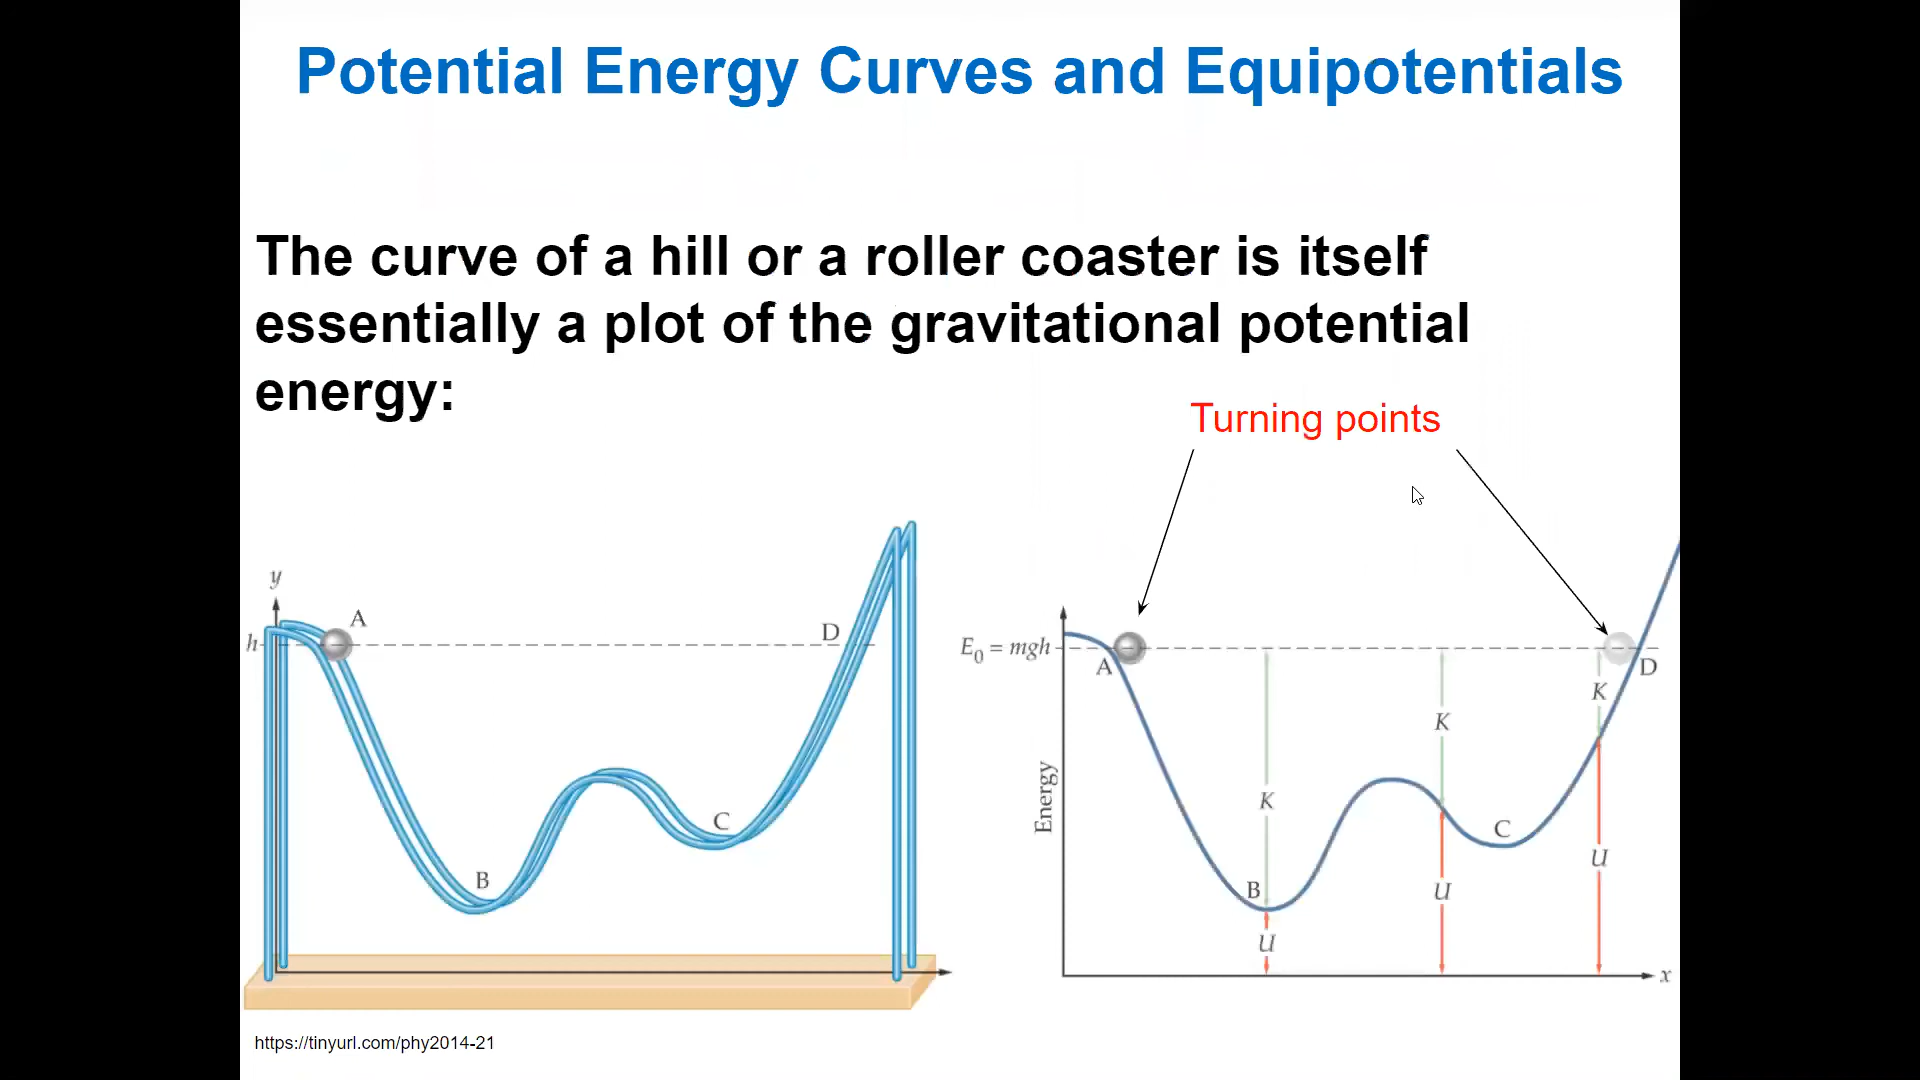 Potential Energy Curves and Equipotentials
The curve of a hill or a roller coaster is itself
essentially a plot of the gravitational potential
energy:
Turning points
y
h
A
D
B
C
E₀ = mgh
A
D
K
K
K
Energy
B
C
U
U
U
x
https://tinyurl.com/phy2014-21